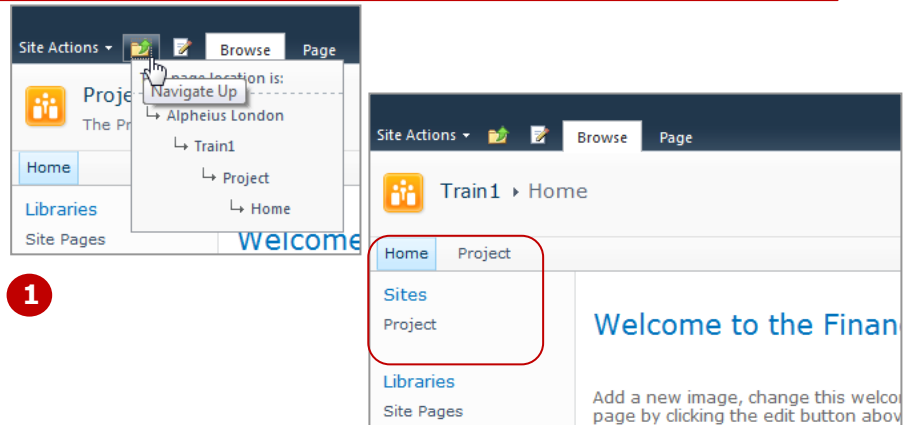 Site Actions Browse Page
page location is:
Navigate Up
Proje
The Pr
Alpheius London
Train1
Project
Home
Home
Libraries
Site Pages
Welcome
1
Site Actions Browse Page
Train1 Home
Home Project
Sites
Project
Welcome to the Finan
Libraries
Site Pages
Add a new image, change this welco
page by clicking the edit button abov